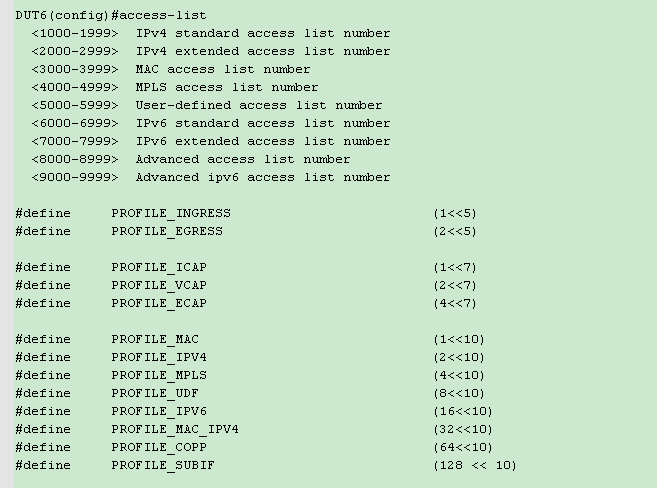 DUT6(config)#access-list
<1000-1999> IPv4 standard access list number
<2000-2999> IPv4 extended access list number
<3000-3999> MAC access list number
<4000-4999> MPLS access list number
<5000-5999> User-defined access list number
<6000-6999> IPv6 standard access list number
<7000-7999> IPv6 extended access list number
<8000-8999> Advanced access list number
<9000-9999> Advanced ipv6 access list number
#define PROFILE_INGRESS (1<<5)
#define PROFILE_EGRESS (2<<5)
#define PROFILE_ICAP (1<<7)
#define PROFILE_VCAP (2<<7)
#define PROFILE_ECAP (4<<7)
#define PROFILE_MAC (1<<10)
#define PROFILE_IPV4 (2<<10)
#define PROFILE_MPLS (4<<10)
#define PROFILE_UDF (8<<10)
#define PROFILE_IPV6 (16<<10)
#define PROFILE_MAC_IPV4 (32<<10)
#define PROFILE_COPP (64<<10)
#define PROFILE_SUBIF (128 << 10)